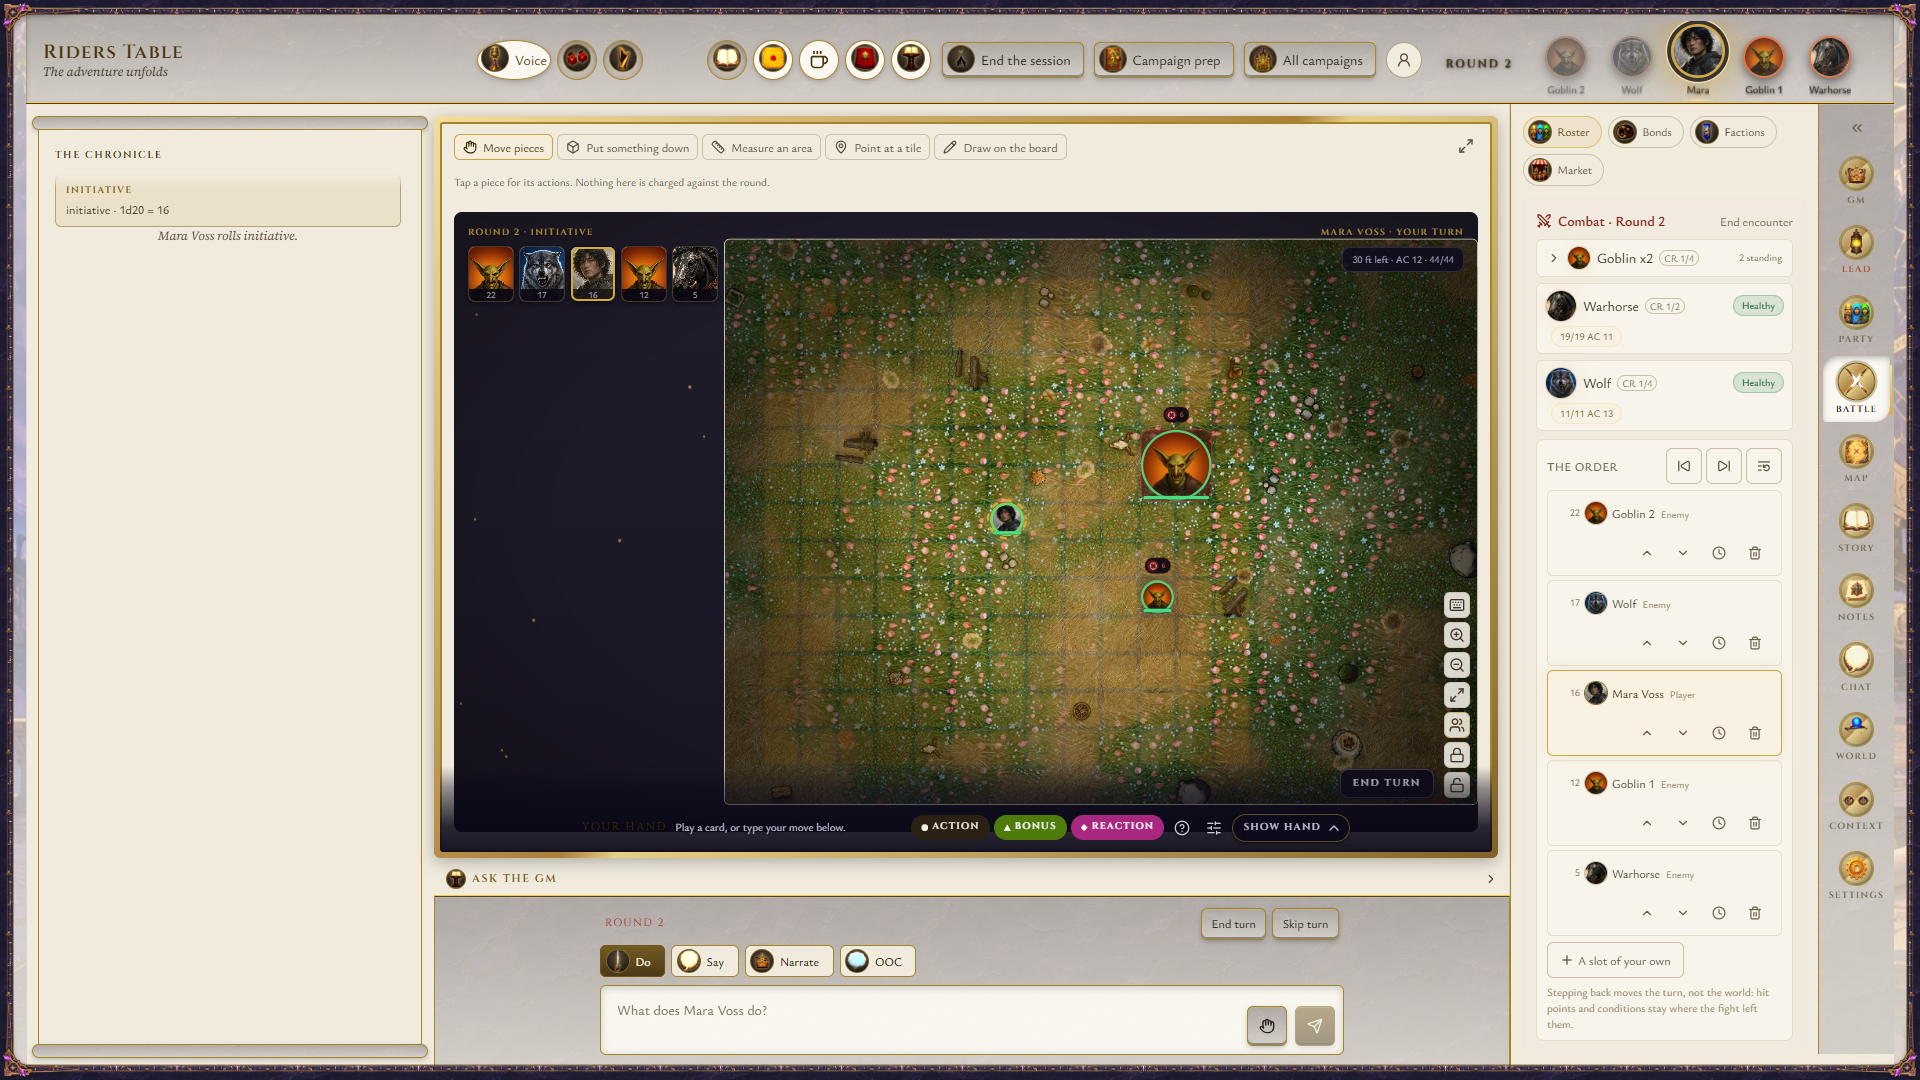 RIDERS TABLE
The adventure unfolds
Voice
End the session
Campaign prep
All campaigns
ROUND 2
Goblin 2
Wolf
Mara
Goblin 1
Warhorse
THE CHRONICLE
INITIATIVE
initiative · 1d20 = 16
Mara Voss rolls initiative.
Move pieces
Put something down
Measure an area
Point at a tile
Draw on the board
Tap a piece for its actions. Nothing here is charged against the round.
ROUND 2 · INITIATIVE
MARA VOSS · YOUR TURN
22
17
16
12
5
30 ft left · AC 12 · 44/44
6
6
END TURN
YOUR HAND
Play a card, or type your move below.
ACTION
BONUS
REACTION
SHOW HAND
ASK THE GM
ROUND 2
End turn
Skip turn
Do
Say
Narrate
OOC
What does Mara Voss do?
Roster
Bonds
Factions
Market
Combat · Round 2
End encounter
Goblin x2
CR 1/4
2 standing
Warhorse
CR 1/2
Healthy
19/19 AC 11
Wolf
CR 1/4
Healthy
11/11 AC 13
THE ORDER
22 Goblin 2 Enemy
17 Wolf Enemy
16 Mara Voss Player
12 Goblin 1 Enemy
5 Warhorse Enemy
A slot of your own
Stepping back moves the turn, not the world: hit
points and conditions stay where the fight left
them.
GM
LEAD
PARTY
BATTLE
MAP
STORY
NOTES
CHAT
WORLD
CONTEXT
SETTINGS